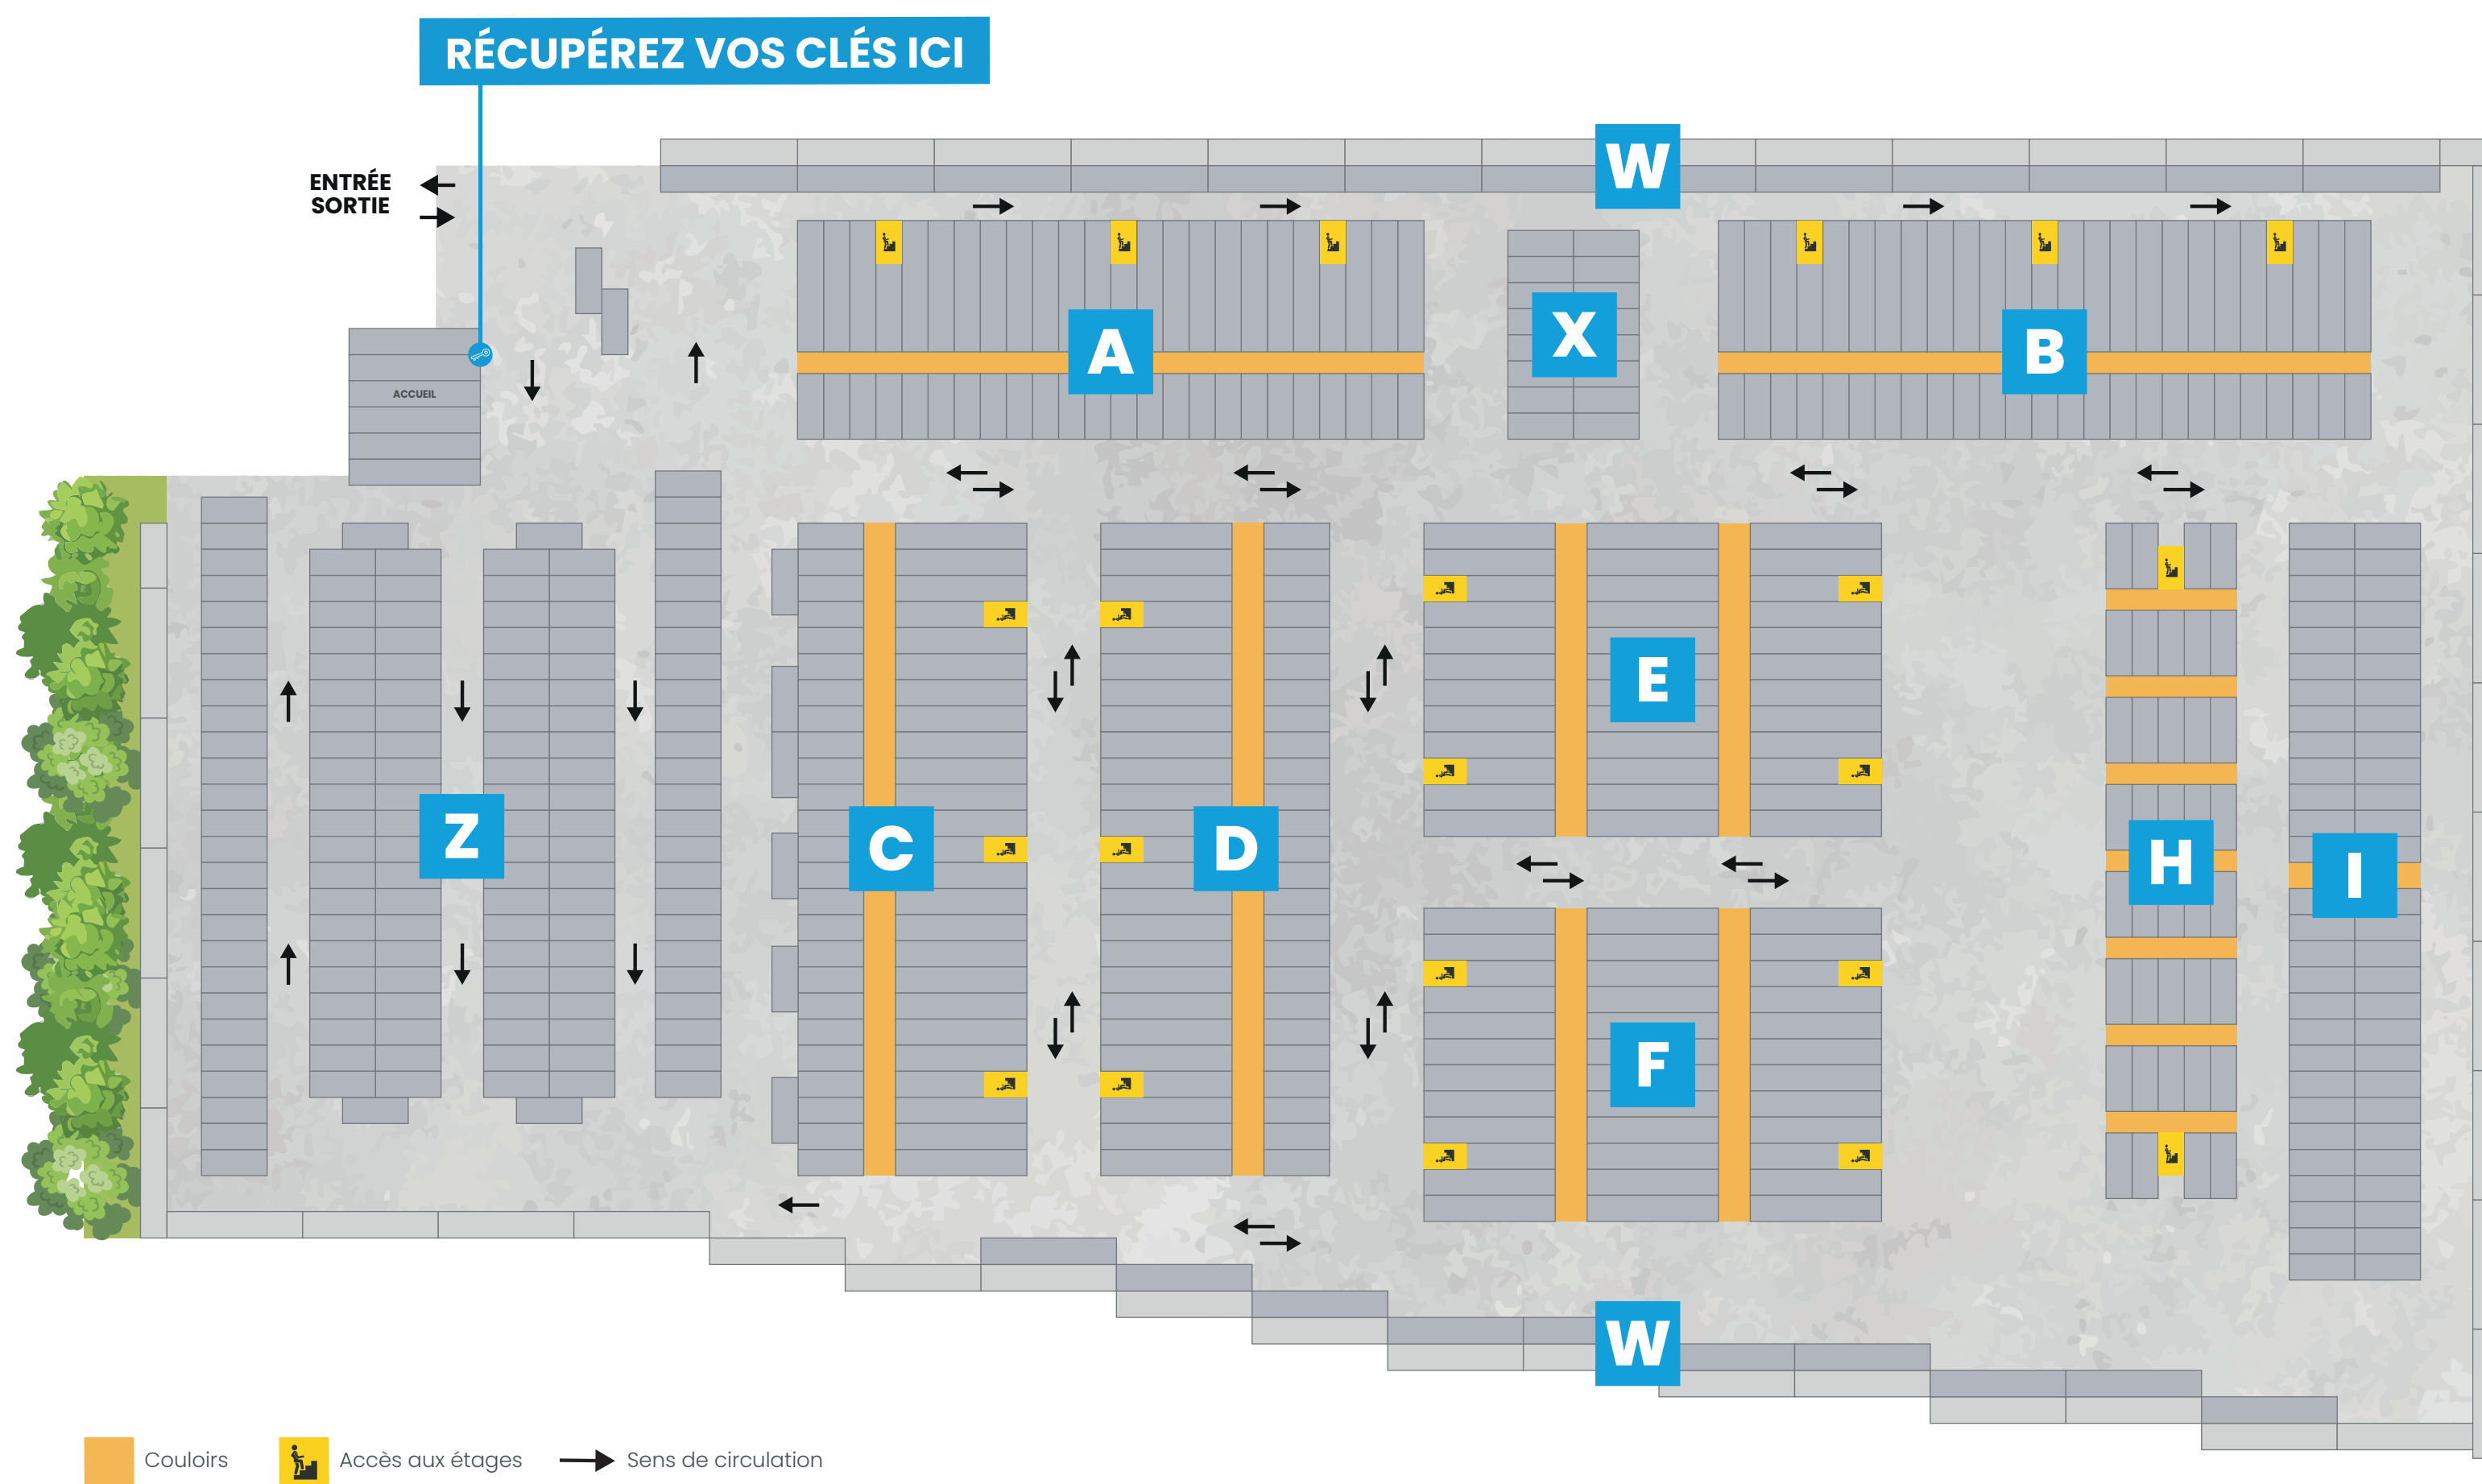 RÉCUPÉREZ VOS CLÉS ICI
W
ENTRÉE
SORTIE
A
X
B
ACCUEIL
E
Z
C
D
H
I
F
W
Couloirs
Accès aux étages
Sens de circulation